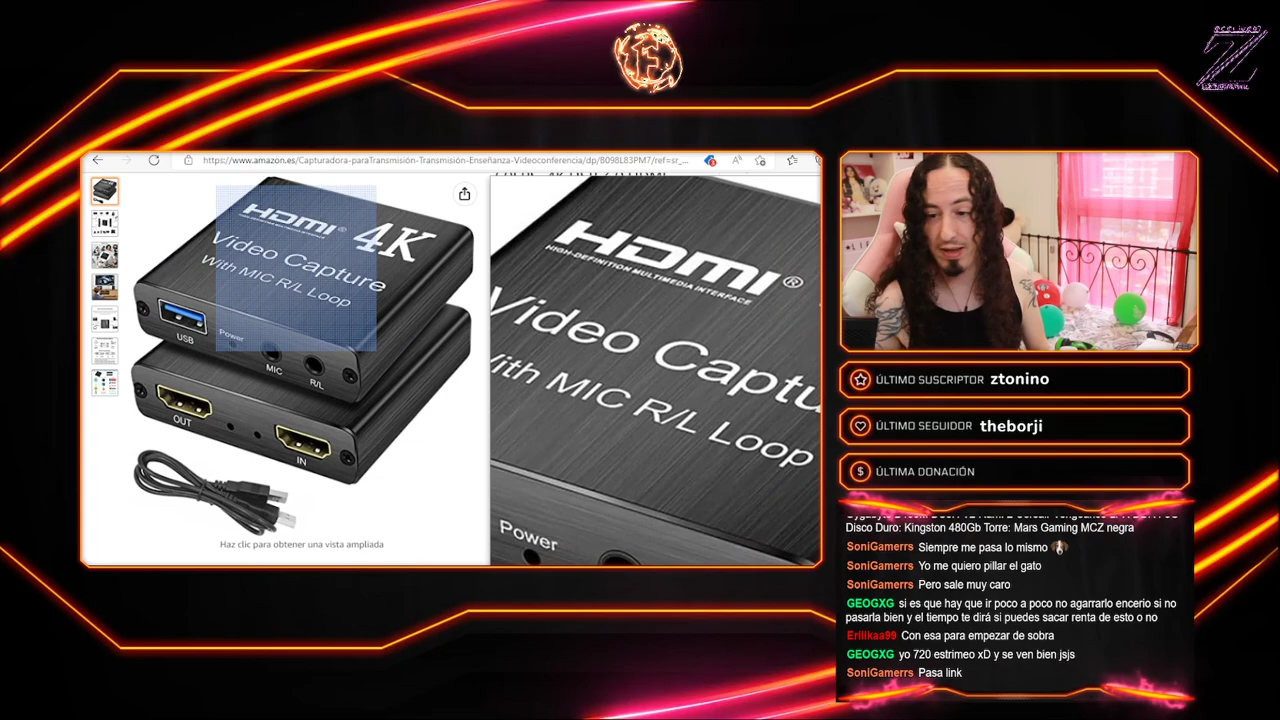 https://www.amazon.es/Capturadora-paraTransmisión-Transmisión-Enseñanza-Videoconferencia/dp/B098L83PM7/ref=sr_...
HDMI®
4K
Video Capture
With MIC R/L Loop
USB
Power
MIC
R/L
OUT
IN
Haz clic para obtener una vista ampliada
HDMI®
HIGH-DEFINITION MULTIMEDIA INTERFACE
Video Captu
With MIC R/L Loop
Power
ÚLTIMO SUSCRIPTOR ztonino
ÚLTIMO SEGUIDOR theborji
ÚLTIMA DONACIÓN
Disco Duro: Kingston 480Gb Torre: Mars Gaming MCZ negra
SoniGamerrs Siempre me pasa lo mismo
SoniGamerrs Yo me quiero pillar el gato
SoniGamerrs Pero sale muy caro
GEOGXG si es que hay que ir poco a poco no agarrarlo encerio si no
pasarla bien y el tiempo te dirá si puedes sacar renta de esto o no
Erilikaa99 Con esa para empezar de sobra
GEOGXG yo 720 estrimeo xD y se ven bien jsjs
SoniGamerrs Pasa link